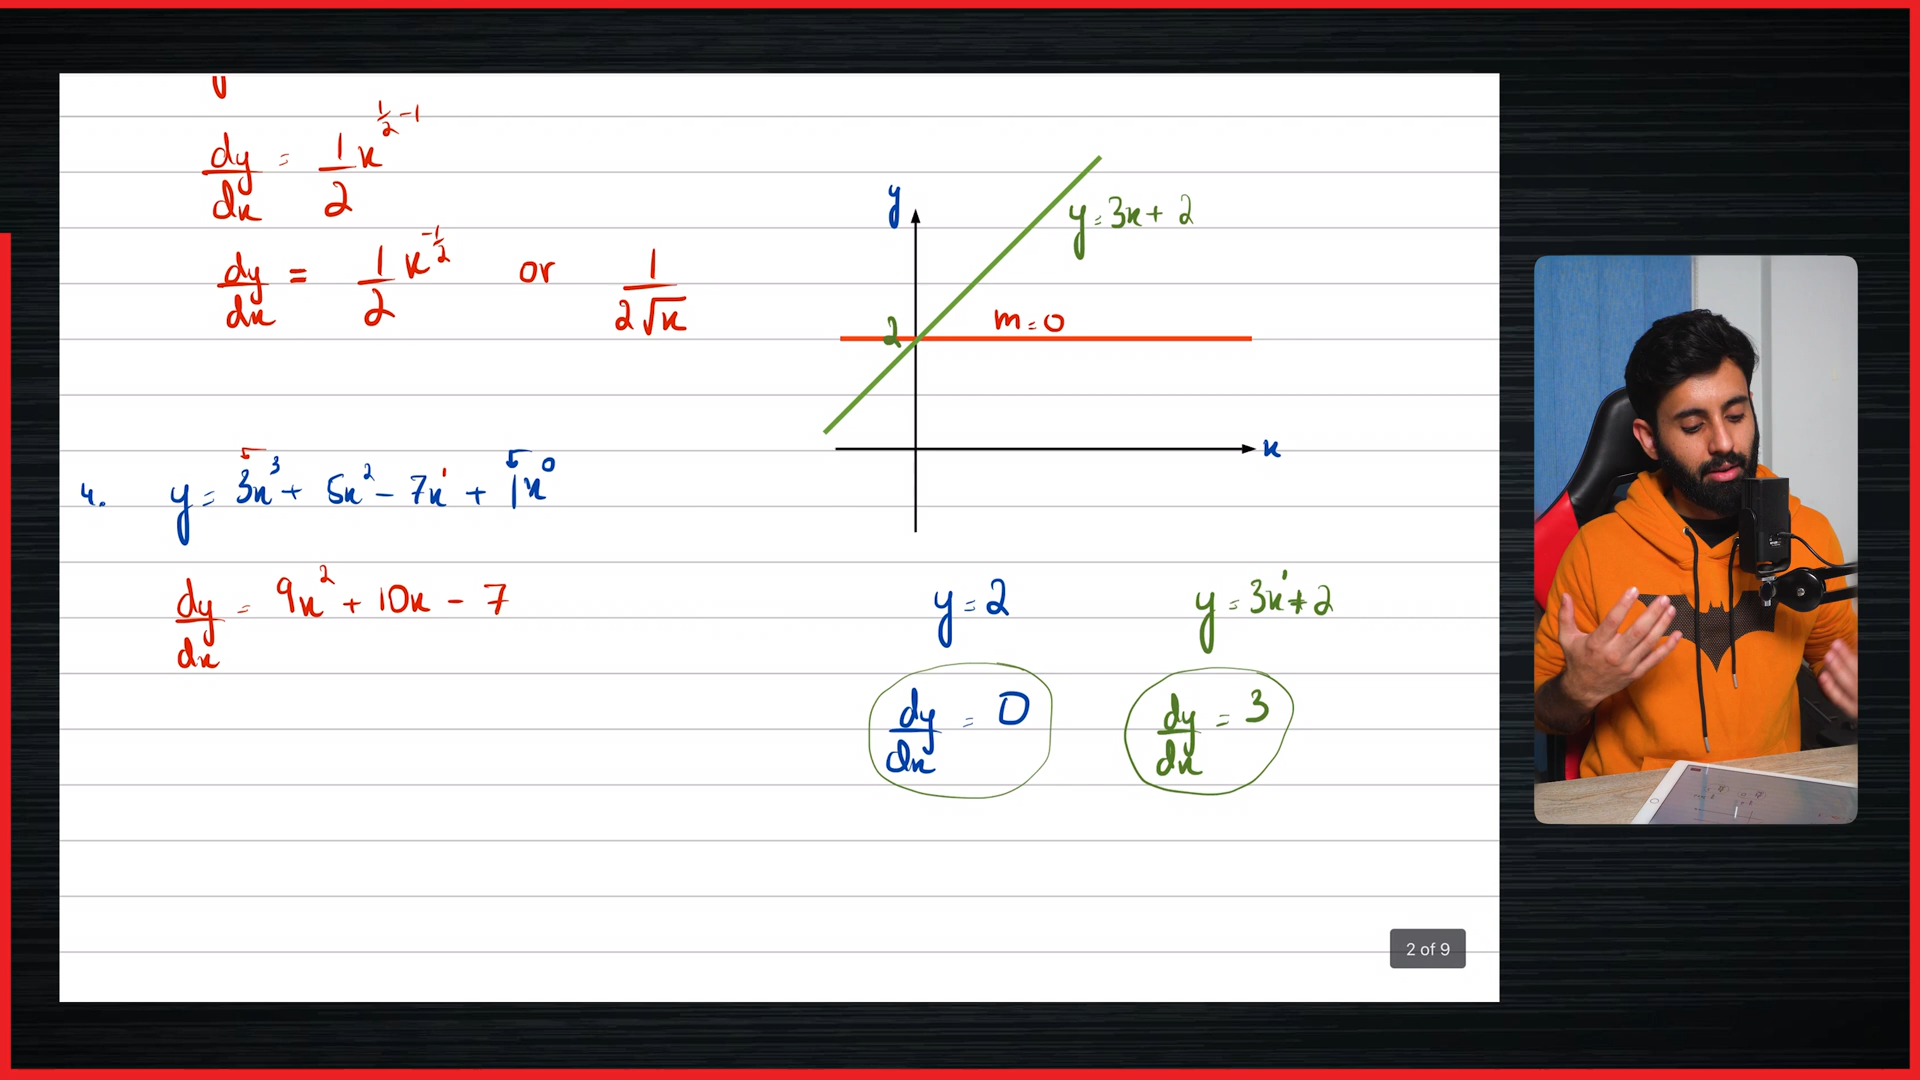 dy/dx = 1/2 x^(1/2 - 1)
dy/dx = 1/2 x^(-1/2) or 1/(2√x)
4. y = 3x³ + 5x² - 7x¹ + 1x⁰
dy/dx = 9x² + 10x - 7
y
y = 3x + 2
m = 0
2
x
y = 2
y = 3x¹ + 2
dy/dx = 0
dy/dx = 3
2 of 9